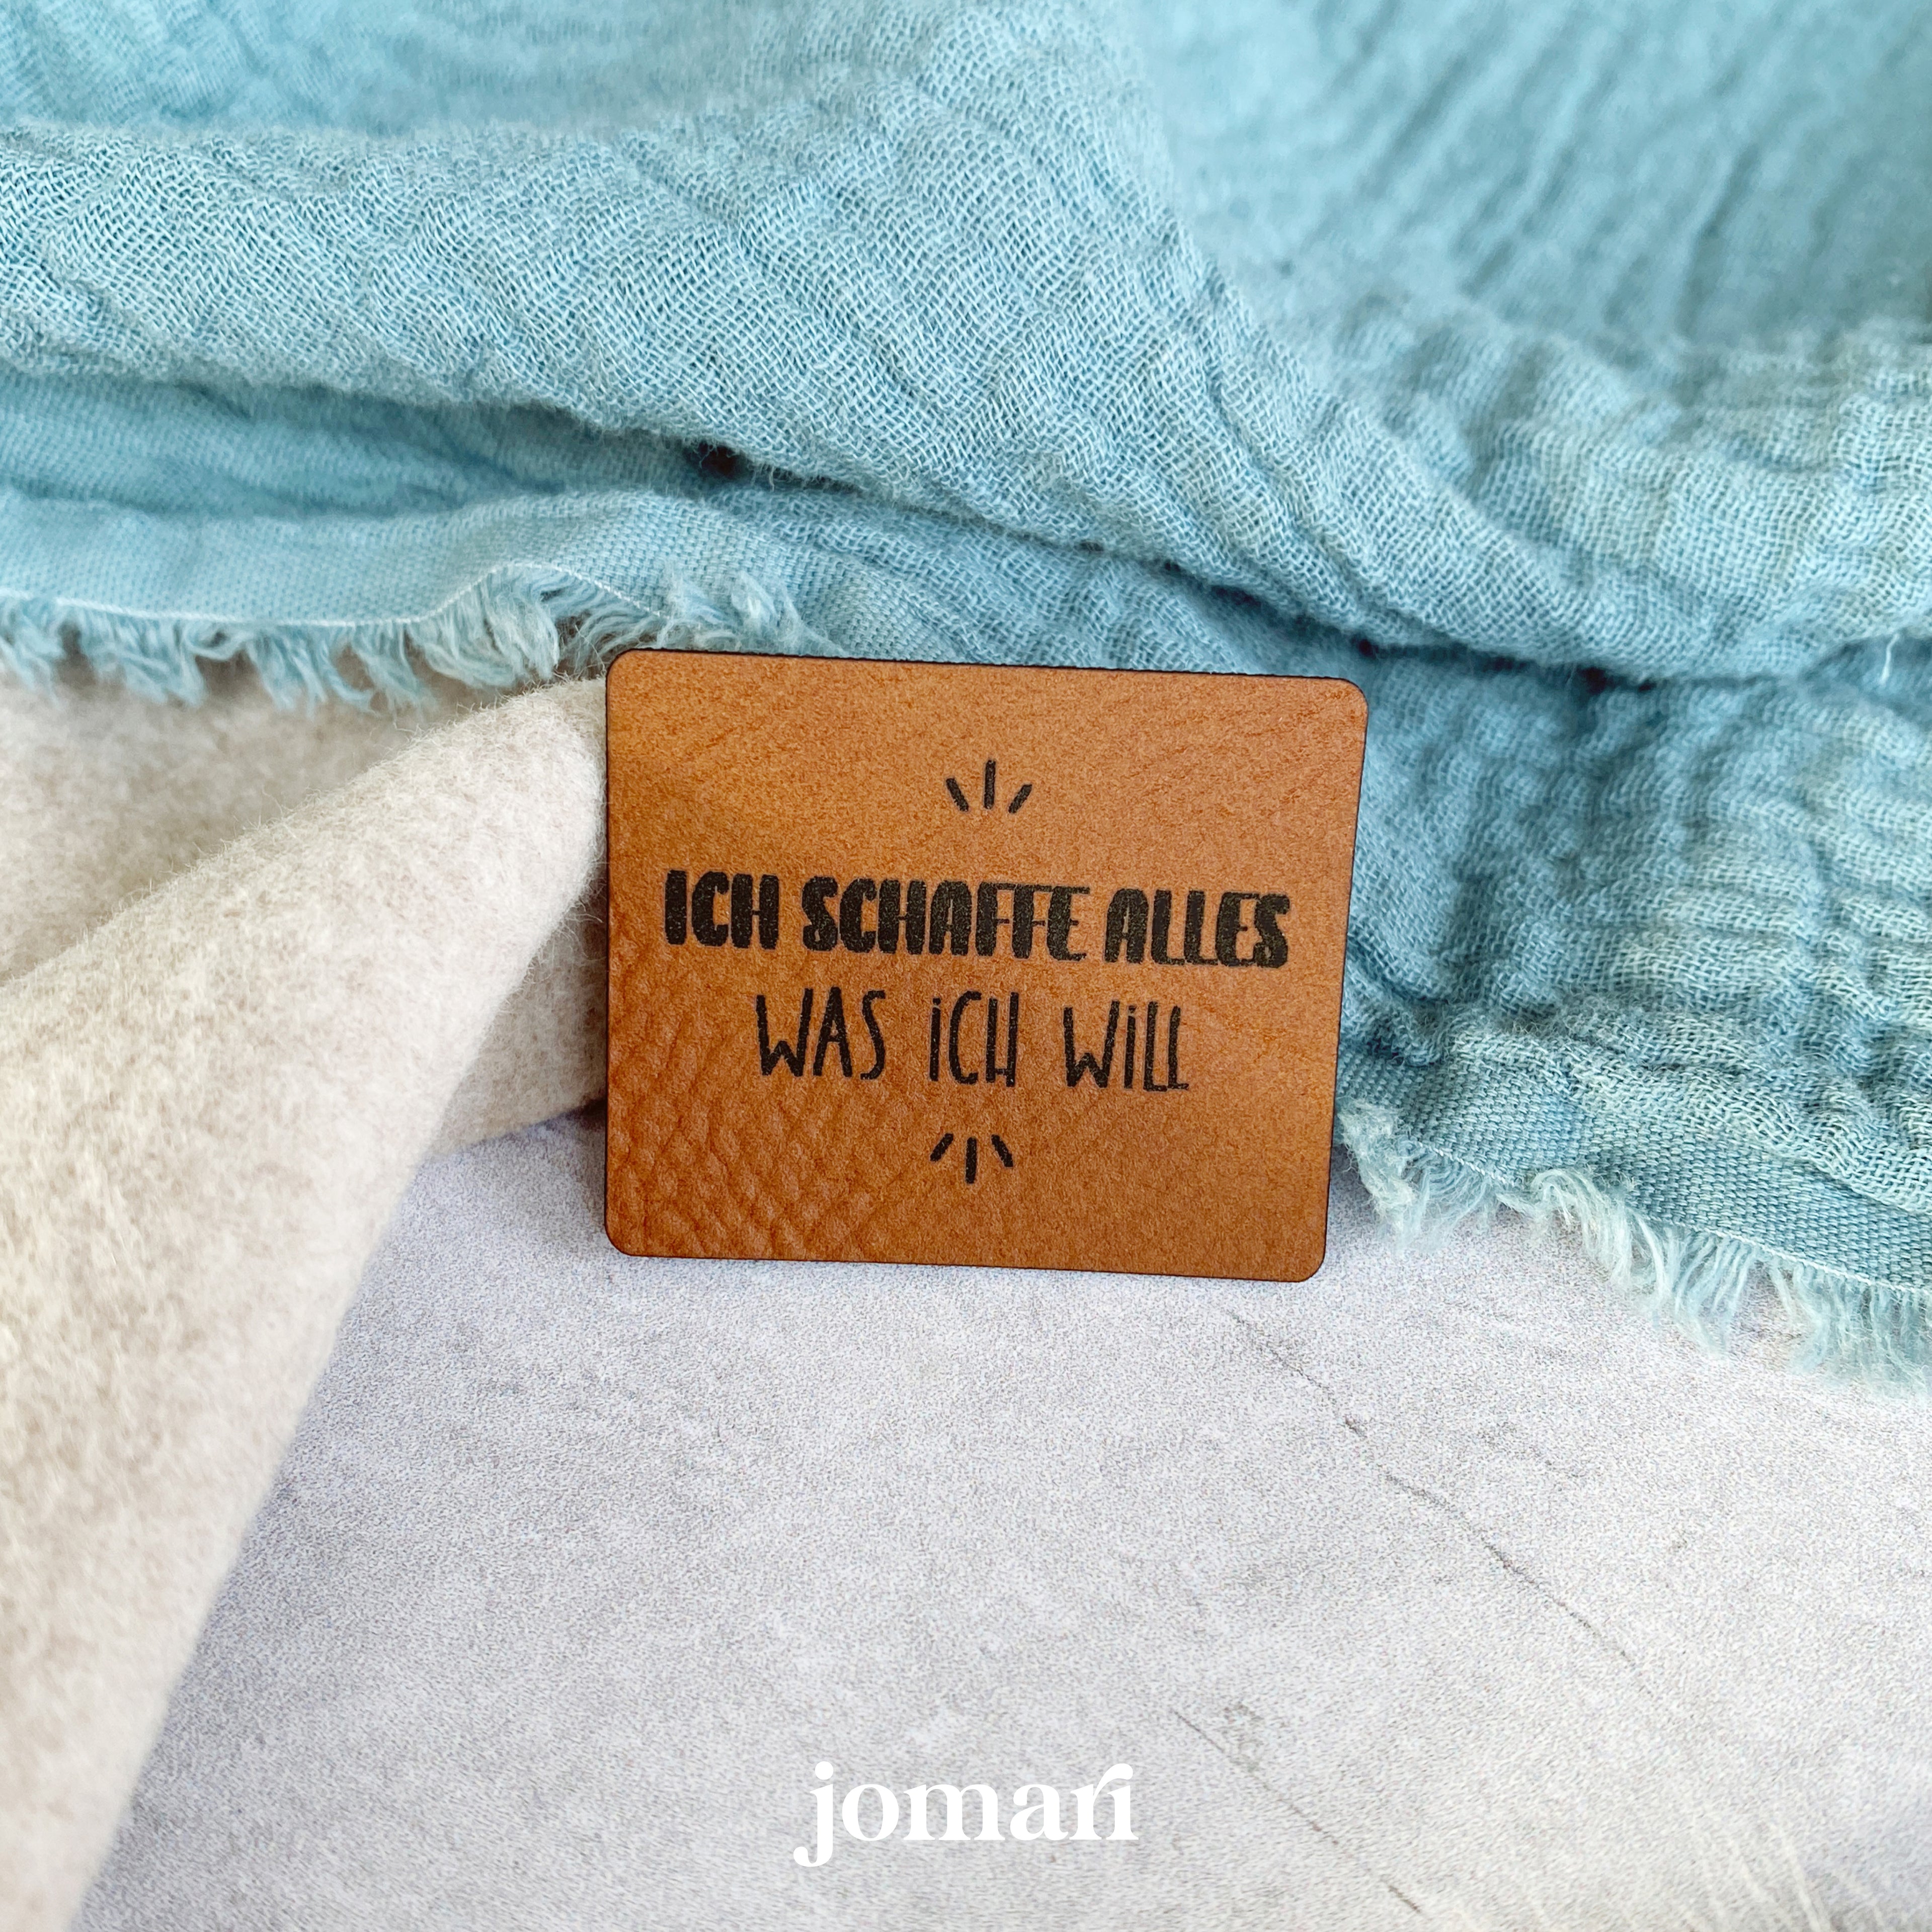 ICH SCHAFFE ALLES
WAS iCH WiLL
jomari